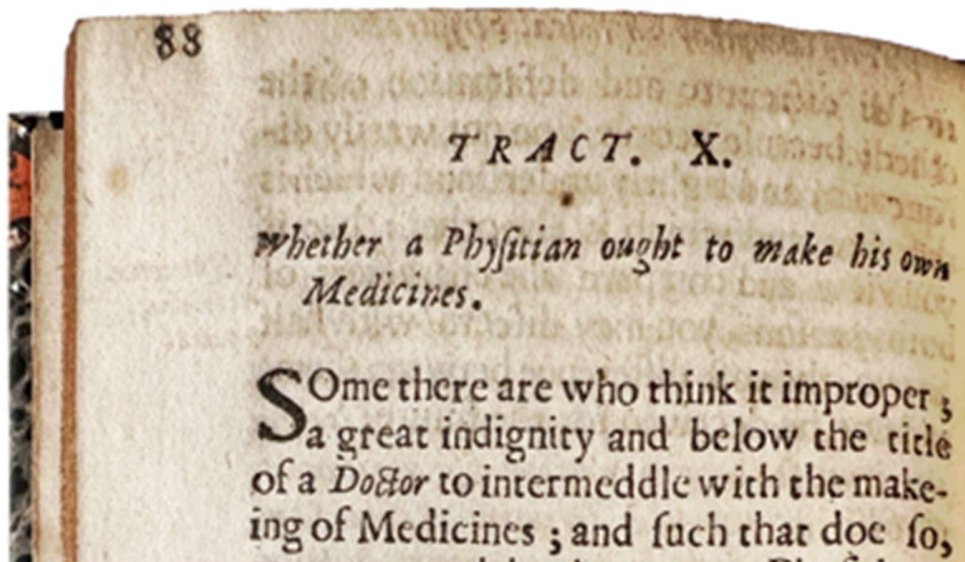 88
TRACT. X.
Whether a Phyſitian ought to make his own
Medicines.
SOme there are who think it improper ;
a great indignity and below the title
of a Doctor to intermeddle with the make-
ing of Medicines ; and ſuch that doe ſo,